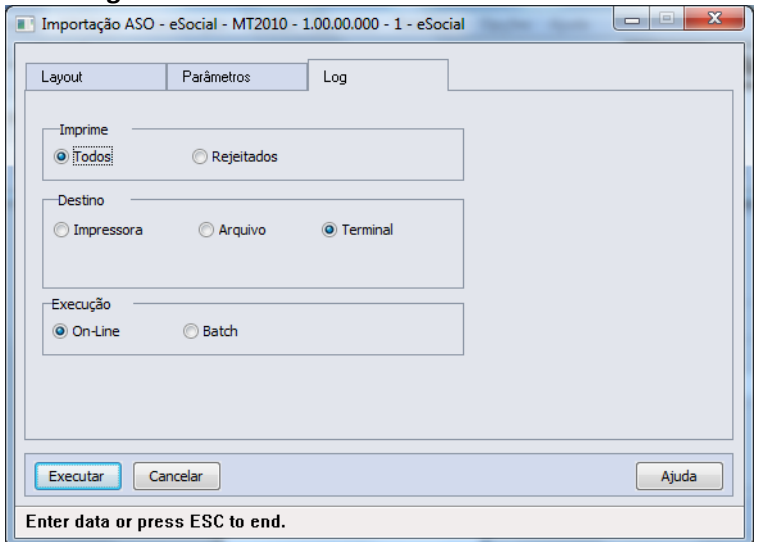 Importação ASO - eSocial - MT2010 - 1.00.00.000 - 1 - eSocial
Layout Parâmetros Log
Imprime
Todos Rejeitados
Destino
Impressora Arquivo Terminal
Execução
On-Line Batch
Executar Cancelar Ajuda
Enter data or press ESC to end.